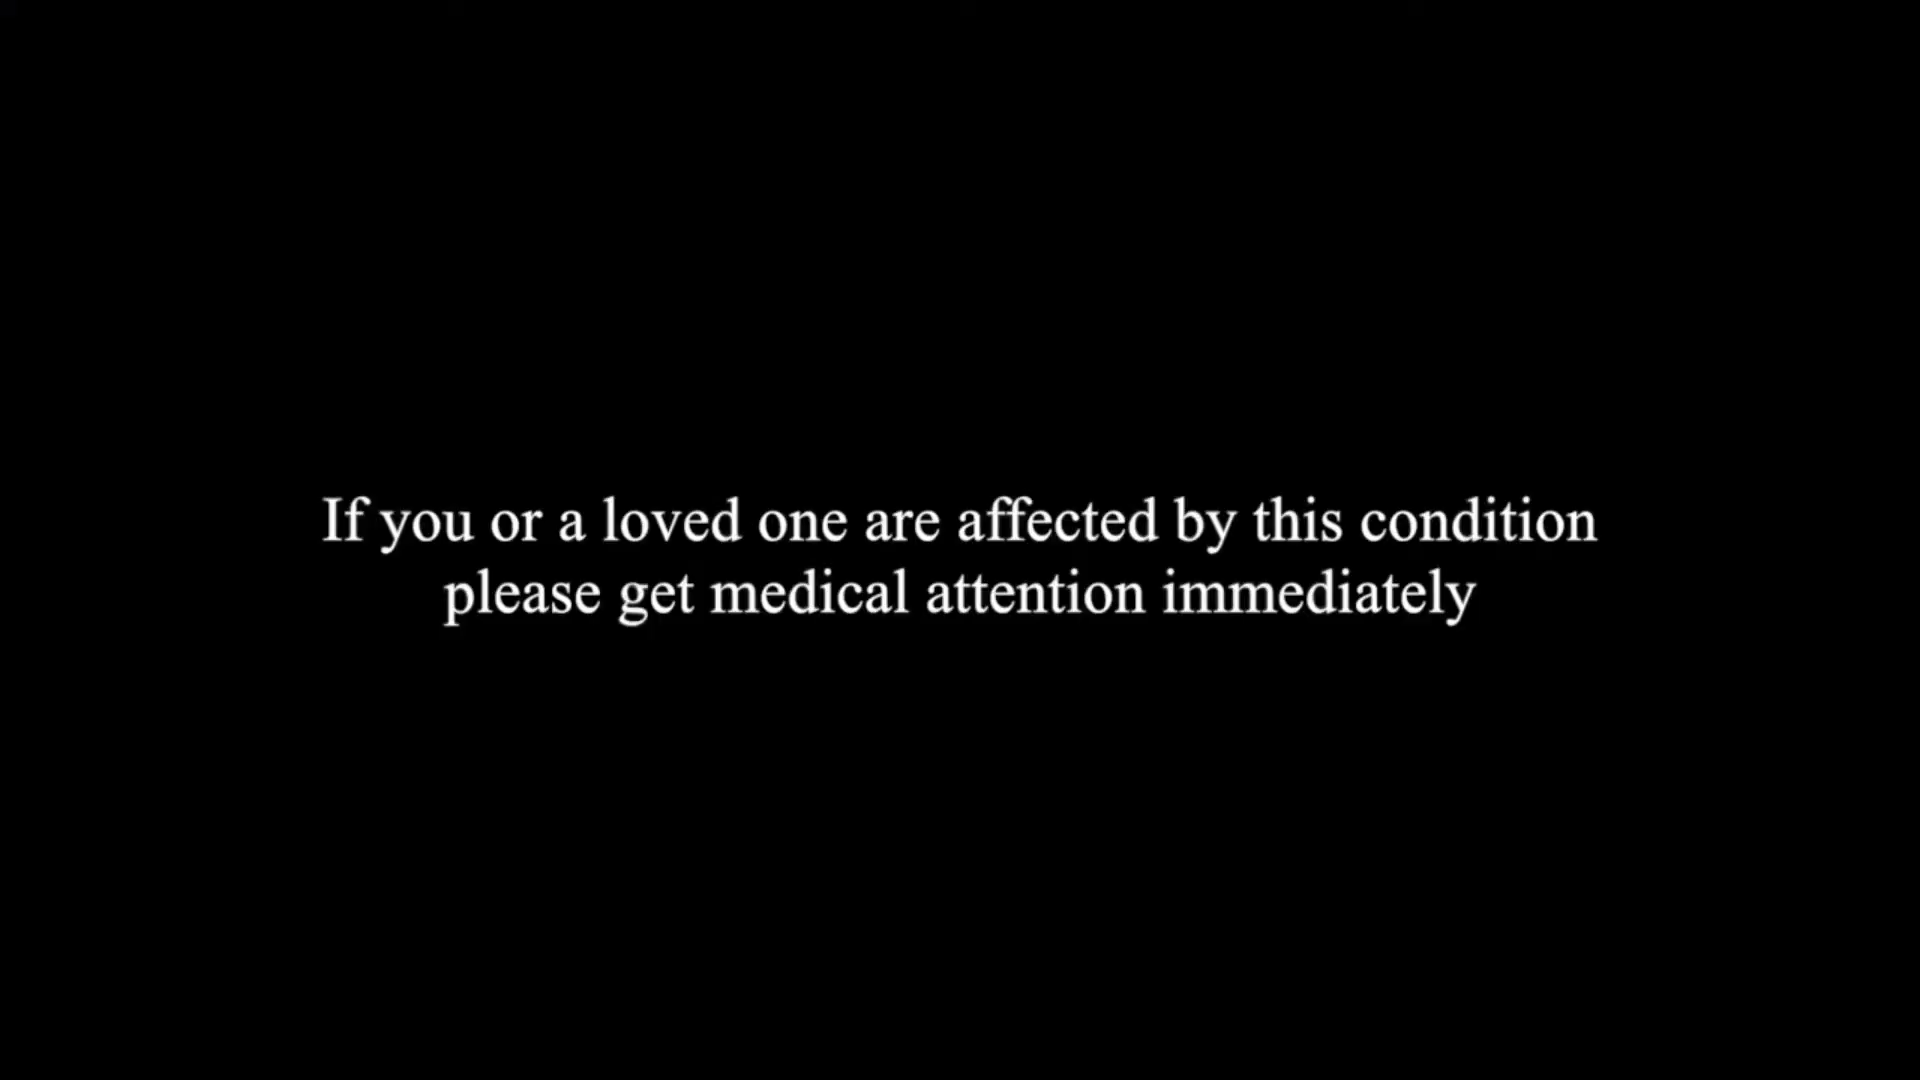 If you or a loved one are affected by this condition
please get medical attention immediately